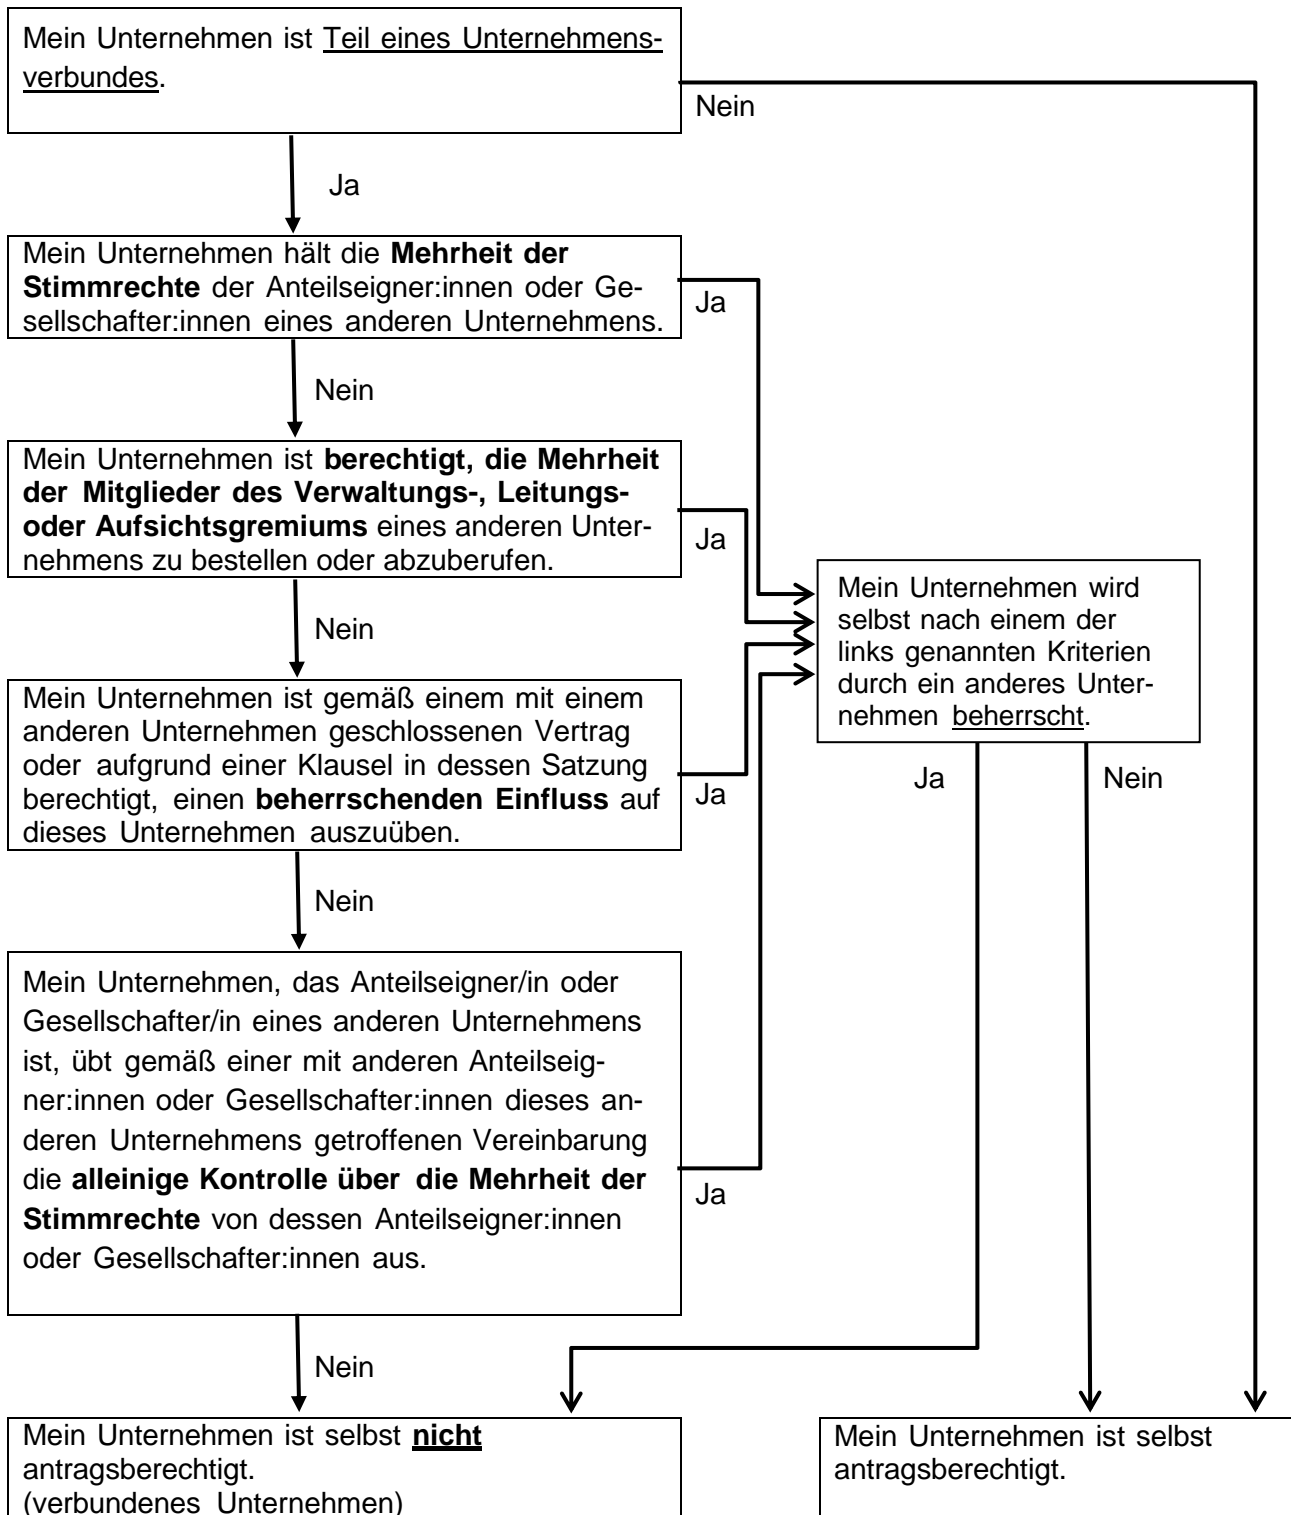 Mein Unternehmen ist Teil eines Unternehmens-
verbundes.
Nein
Ja
Mein Unternehmen hält die Mehrheit der
Stimmrechte der Anteilseigner:innen oder Ge-
sellschafter:innen eines anderen Unternehmens.
Ja
Nein
Mein Unternehmen ist berechtigt, die Mehrheit
der Mitglieder des Verwaltungs-, Leitungs-
oder Aufsichtsgremiums eines anderen Unter-
nehmens zu bestellen oder abzuberufen.
Ja
Nein
Mein Unternehmen wird
selbst nach einem der
links genannten Kriterien
durch ein anderes Unter-
nehmen beherrscht.
Ja
Nein
Mein Unternehmen ist gemäß einem mit einem
anderen Unternehmen geschlossenen Vertrag
oder aufgrund einer Klausel in dessen Satzung
berechtigt, einen beherrschenden Einfluss auf
dieses Unternehmen auszuüben.
Ja
Nein
Mein Unternehmen, das Anteilseigner/in oder
Gesellschafter/in eines anderen Unternehmens
ist, übt gemäß einer mit anderen Anteilseig-
ner:innen oder Gesellschafter:innen dieses an-
deren Unternehmens getroffenen Vereinbarung
die alleinige Kontrolle über die Mehrheit der
Stimmrechte von dessen Anteilseigner:innen
oder Gesellschafter:innen aus.
Ja
Nein
Mein Unternehmen ist selbst nicht
antragsberechtigt.
(verbundenes Unternehmen)
Mein Unternehmen ist selbst
antragsberechtigt.